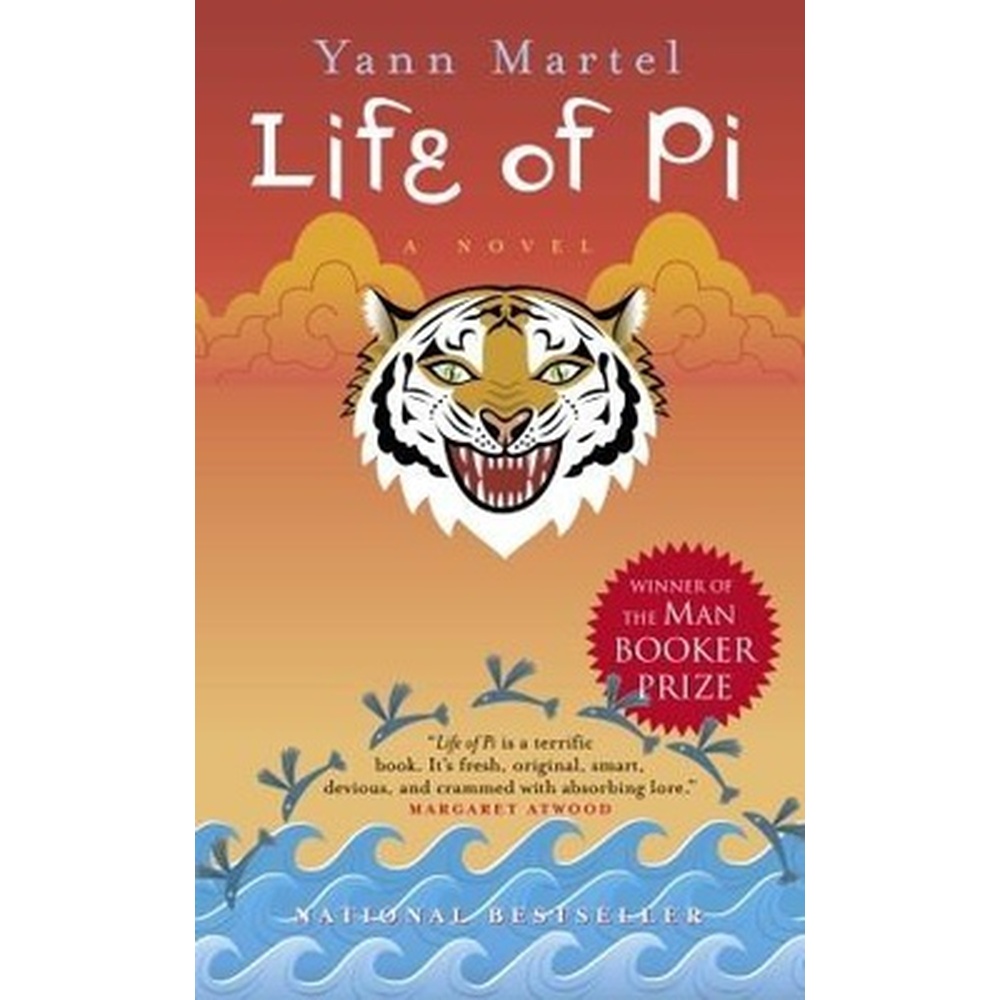 Yann Martel
Life of Pi
A NOVEL
WINNER OF
THE MAN
BOOKER
PRIZE
“Life of Pi is a terrific
book. It’s fresh, original, smart,
devious, and crammed with absorbing lore.”
MARGARET ATWOOD
NATIONAL BESTSELLER